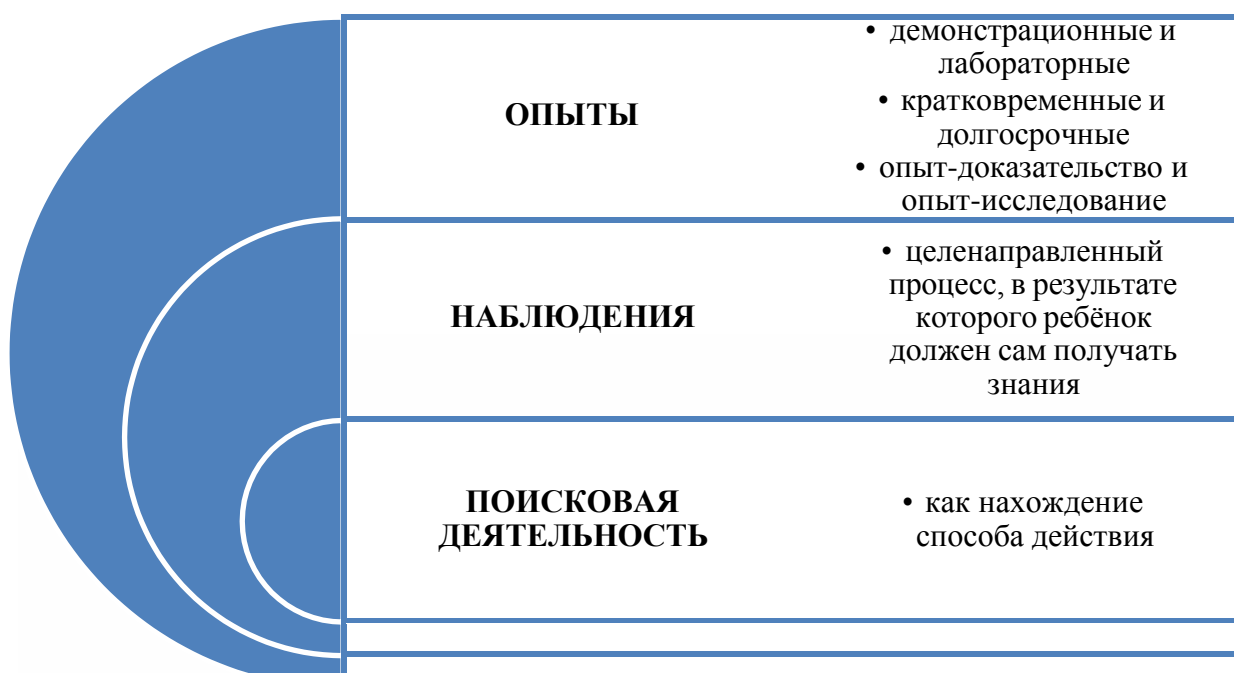 ОПЫТЫ
• демонстрационные и
лабораторные
• кратковременные и
долгосрочные
• опыт-доказательство и
опыт-исследование
НАБЛЮДЕНИЯ
• целенаправленный
процесс, в результате
которого ребёнок
должен сам получать
знания
ПОИСКОВАЯ
ДЕЯТЕЛЬНОСТЬ
• как нахождение
способа действия